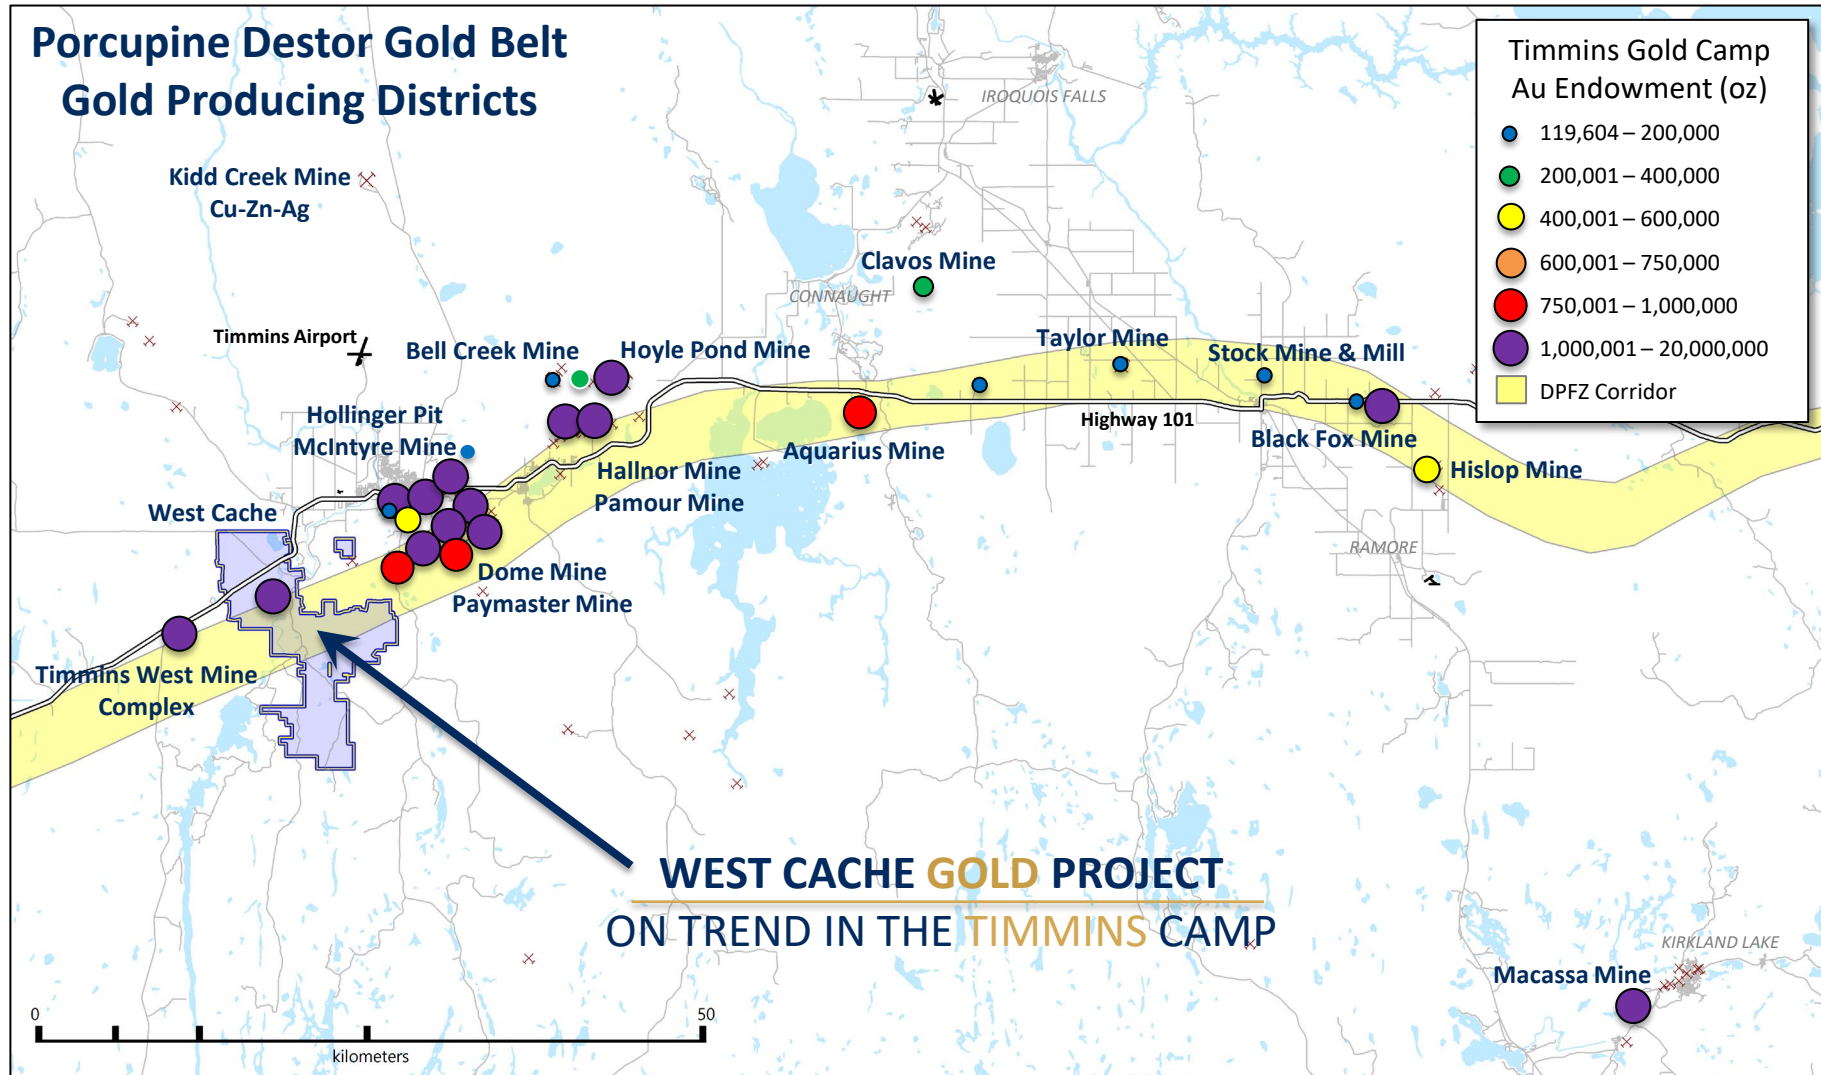 Porcupine Destor Gold Belt
Gold Producing Districts
Timmins Gold Camp
Au Endowment (oz)
119,604 – 200,000
200,001 – 400,000
400,001 – 600,000
600,001 – 750,000
750,001 – 1,000,000
1,000,001 – 20,000,000
DPFZ Corridor
IROQUOIS FALLS
Kidd Creek Mine
Cu-Zn-Ag
Clavos Mine
CONNAUGHT
Timmins Airport
Bell Creek Mine
Hoyle Pond Mine
Taylor Mine
Stock Mine & Mill
Hollinger Pit
McIntyre Mine
Highway 101
Aquarius Mine
Black Fox Mine
Hallnor Mine
Pamour Mine
Hislop Mine
West Cache
RAMORE
Dome Mine
Paymaster Mine
Timmins West Mine
Complex
WEST CACHE GOLD PROJECT
ON TREND IN THE TIMMINS CAMP
KIRKLAND LAKE
Macassa Mine
0
50
kilometers